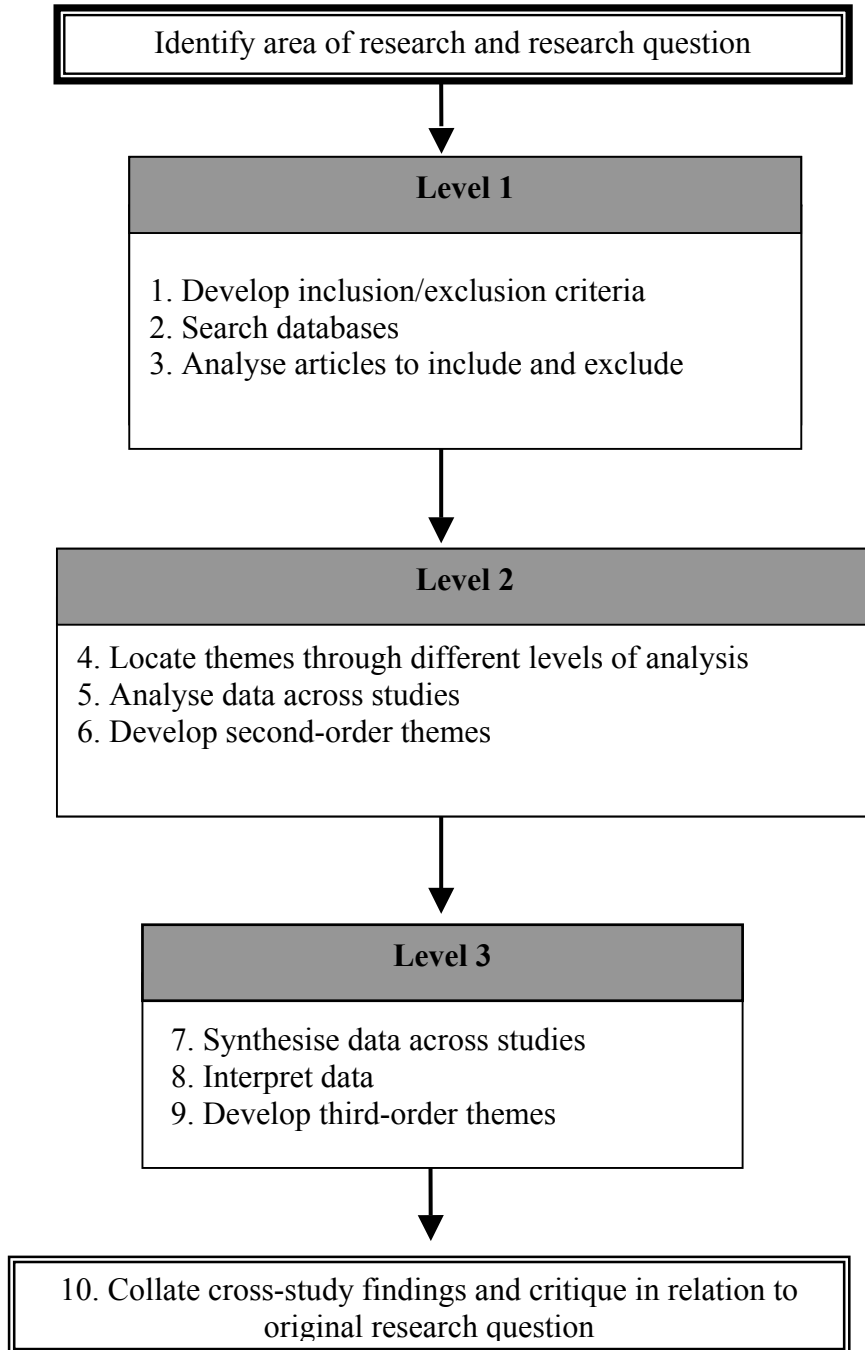 Identify area of research and research question
Level 1
1. Develop inclusion/exclusion criteria
2. Search databases
3. Analyse articles to include and exclude
Level 2
4. Locate themes through different levels of analysis
5. Analyse data across studies
6. Develop second-order themes
Level 3
7. Synthesise data across studies
8. Interpret data
9. Develop third-order themes
10. Collate cross-study findings and critique in relation to
original research question